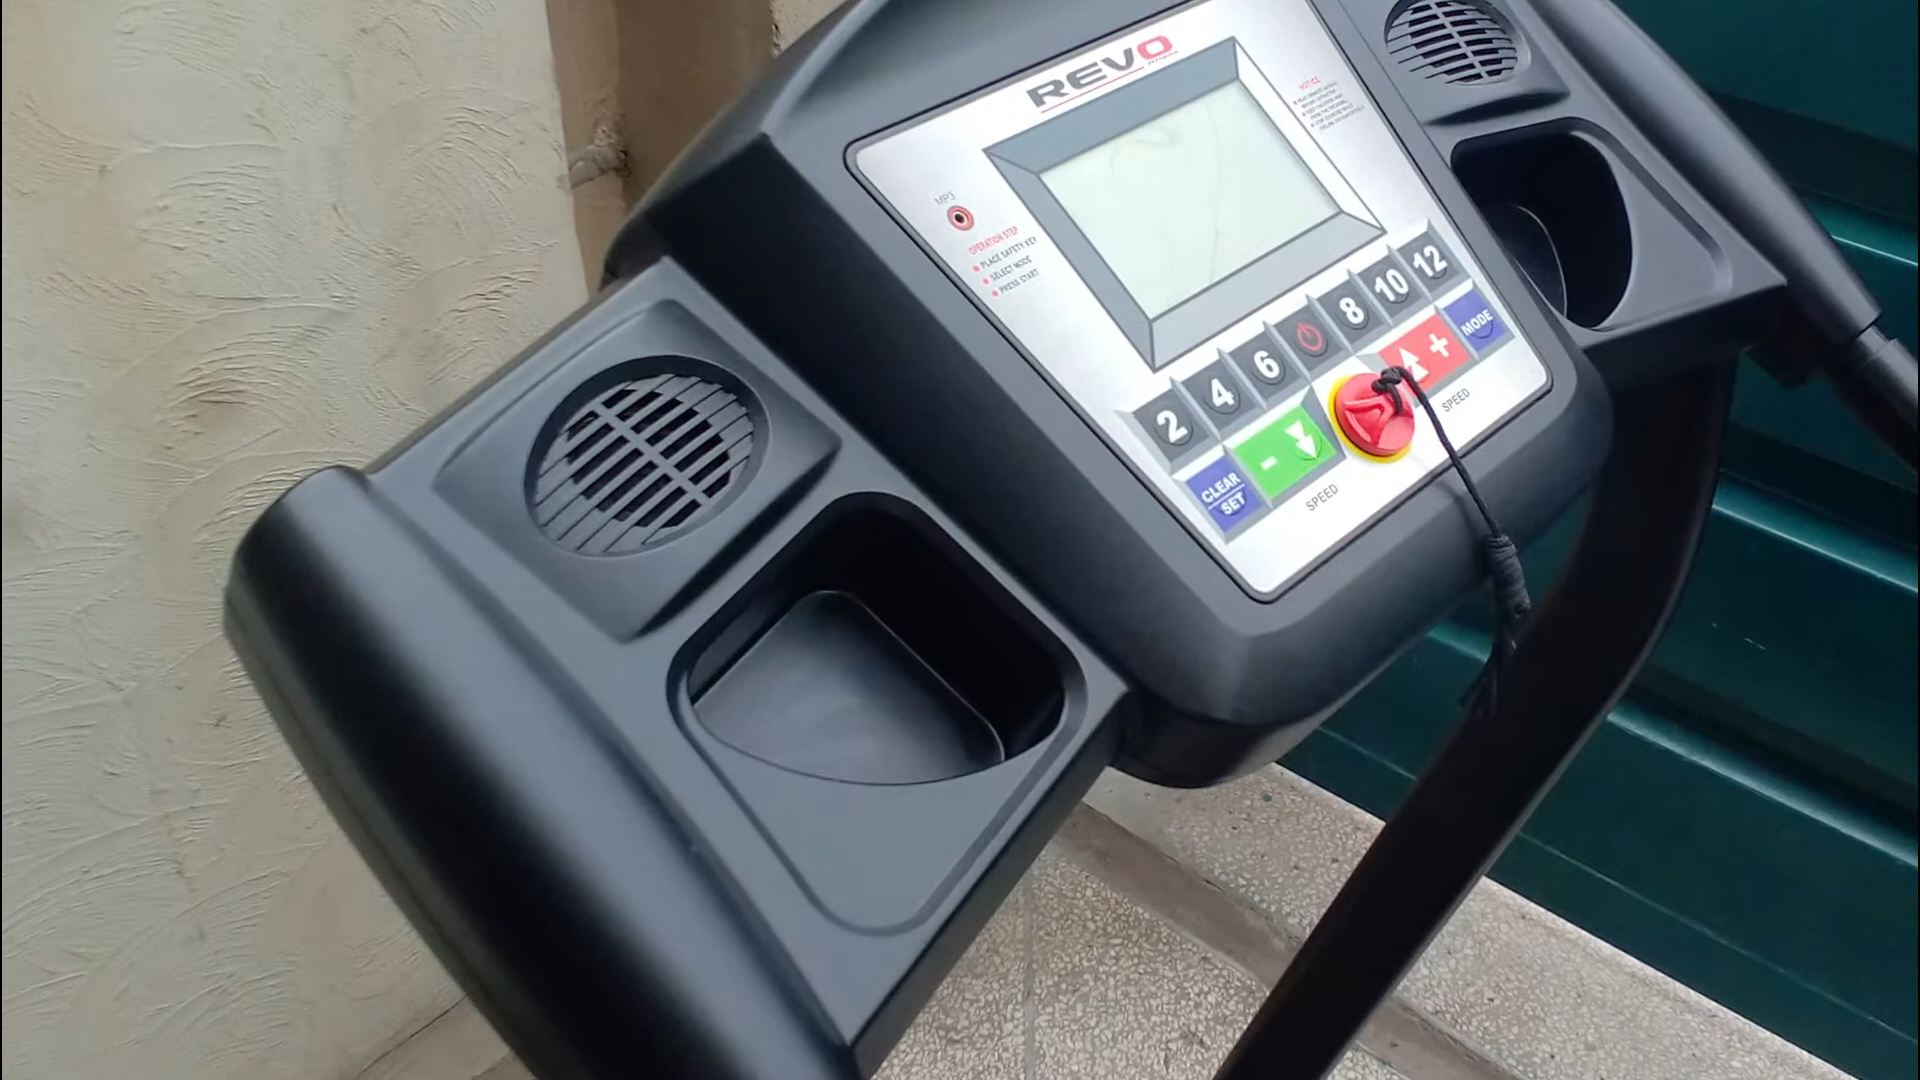 REVO
MP3
OPERATION STEP
PLACE SAFETY KEY
SELECT MODE
PRESS START
NOTICE
2
4
6
8
10
12
CLEAR
SET
-
+
MODE
SPEED
SPEED